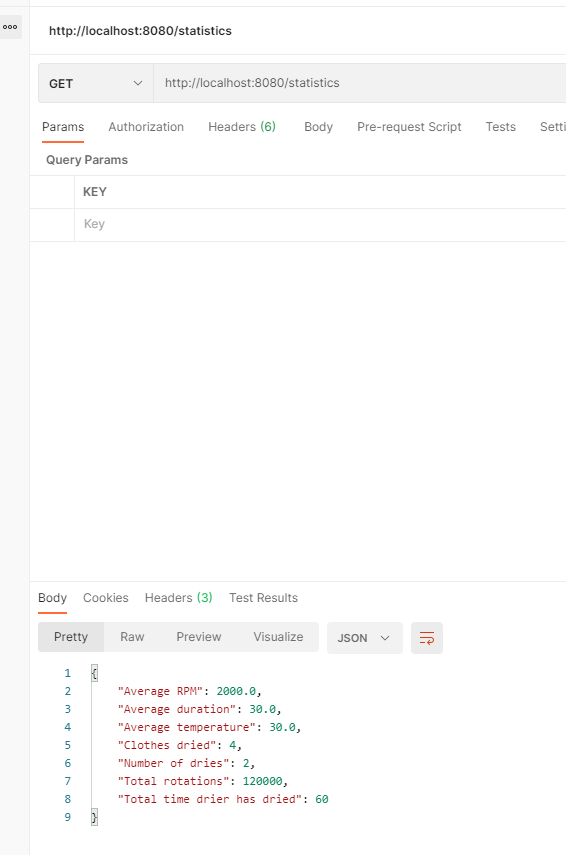 http://localhost:8080/statistics
GET http://localhost:8080/statistics
Params Authorization Headers (6) Body Pre-request Script Tests Setti
Query Params
KEY
Key
Body Cookies Headers (3) Test Results
Pretty Raw Preview Visualize JSON
1 {
2 "Average RPM": 2000.0,
3 "Average duration": 30.0,
4 "Average temperature": 30.0,
5 "Clothes dried": 4,
6 "Number of dries": 2,
7 "Total rotations": 120000,
8 "Total time drier has dried": 60
9 }